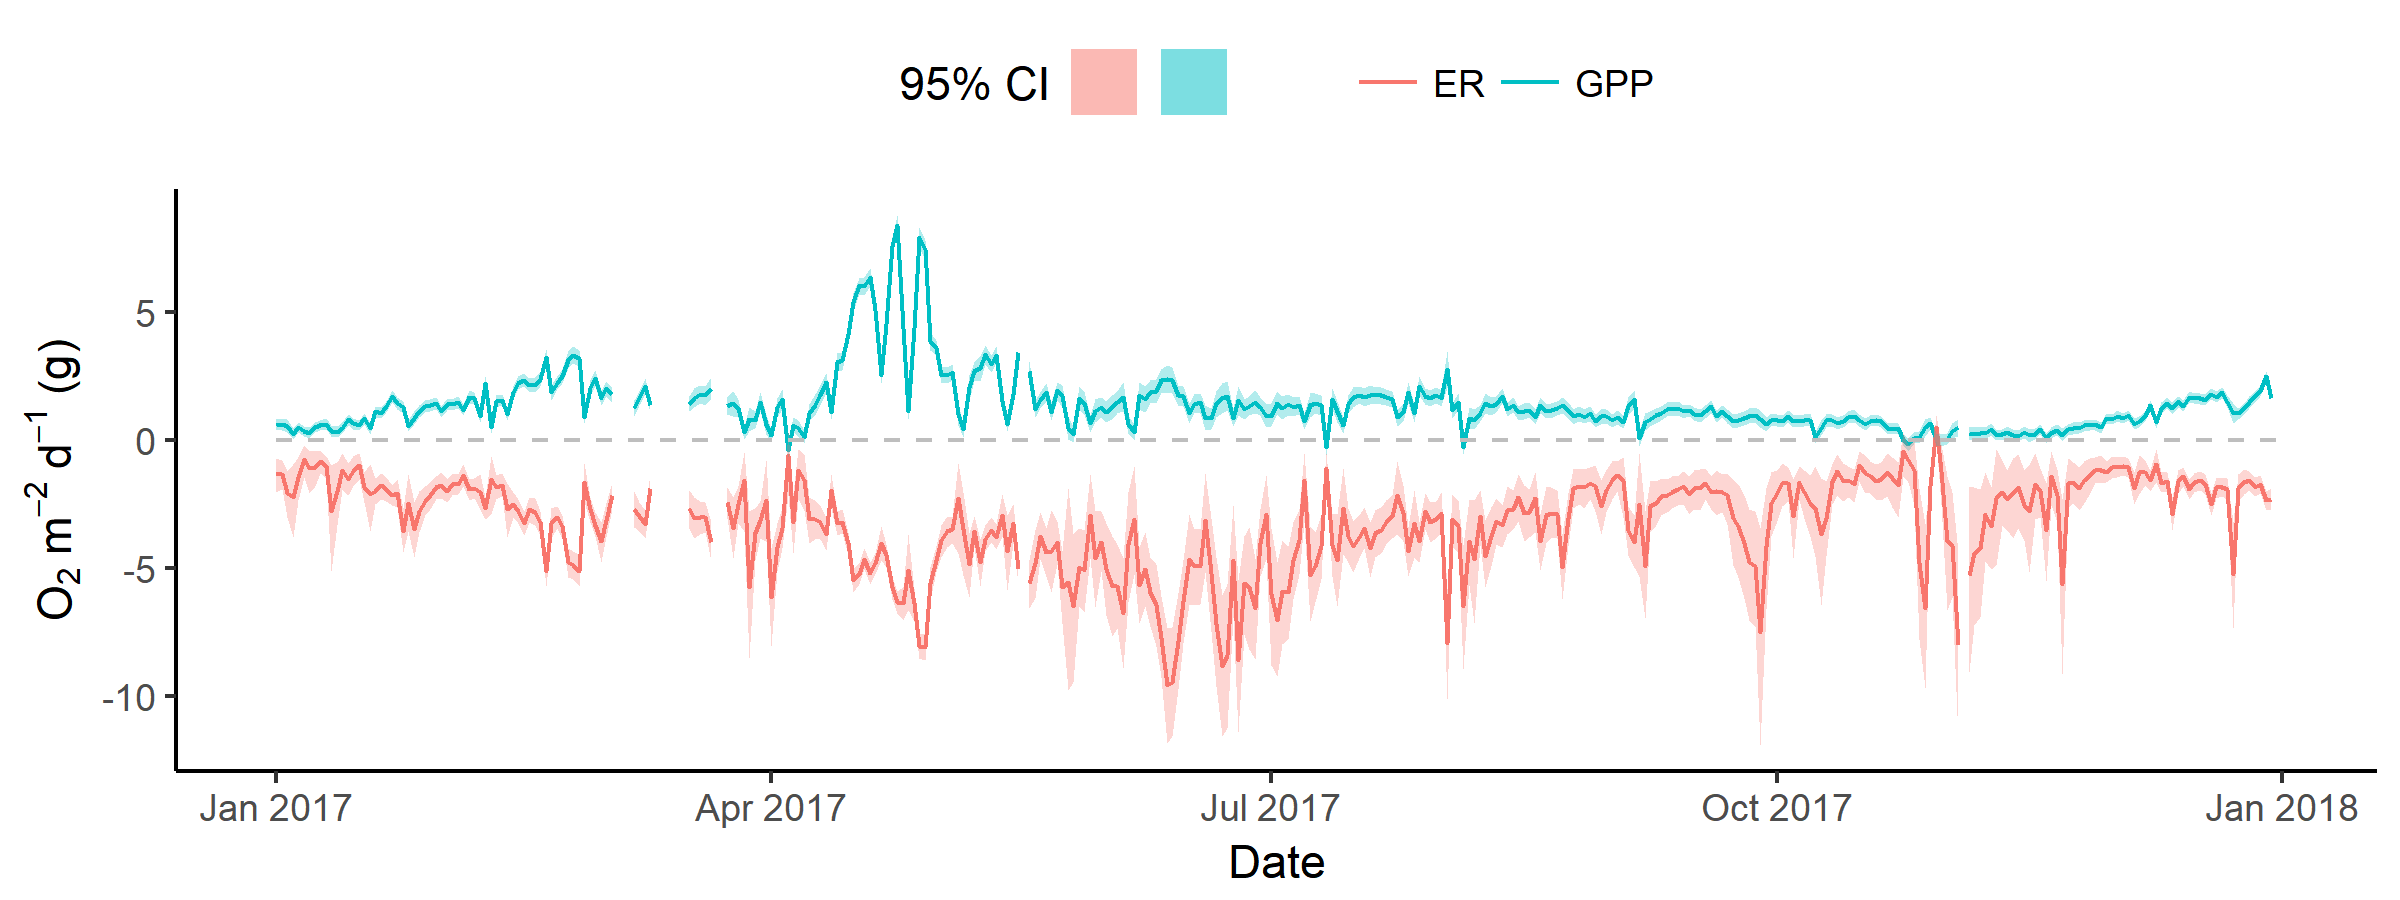 95% CI ER GPP
5
0
-5
-10
O₂ m⁻² d⁻¹ (g)
Jan 2017 Apr 2017 Jul 2017 Oct 2017 Jan 2018
Date